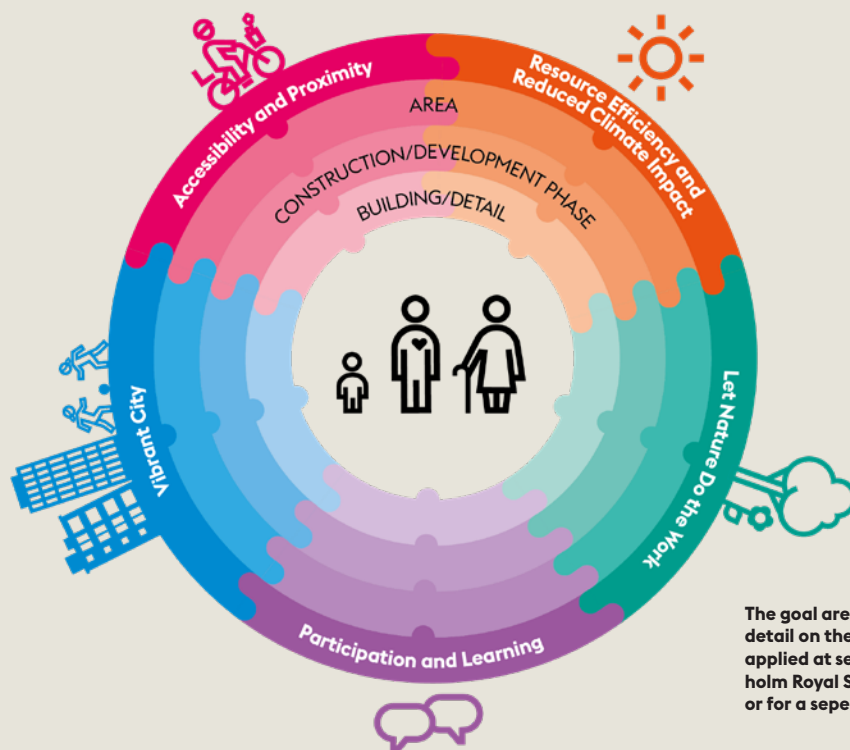 Accessibility and Proximity
Resource Efficiency and
Reduced Climate Impact
AREA
CONSTRUCTION/DEVELOPMENT PHASE
BUILDING/DETAIL
Vibrant City
Let Nature Do the Work
Participation and Learning
The goal are
detail on the
applied at se
holm Royal S
or for a sepe